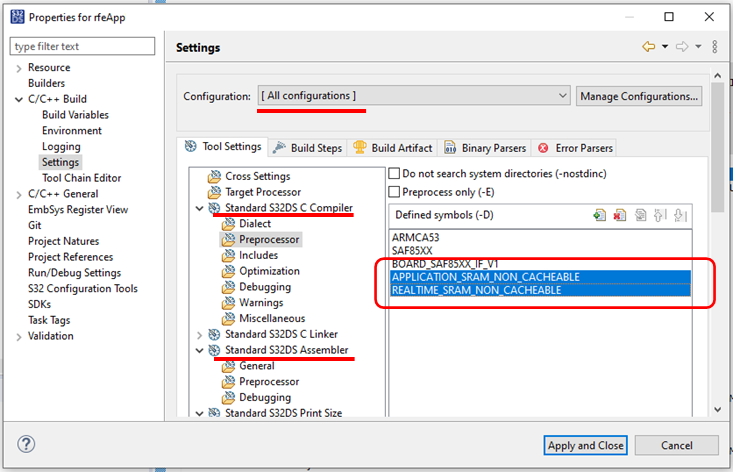 S32DS Properties for rfeApp
type filter text
Settings
Resource
Builders
C/C++ Build
Build Variables
Environment
Logging
Settings
Tool Chain Editor
C/C++ General
EmbSys Register View
Git
Project Natures
Project References
Run/Debug Settings
S32 Configuration Tools
SDKs
Task Tags
Validation
Configuration: [ All configurations ] Manage Configurations...
Tool Settings Build Steps Build Artifact Binary Parsers Error Parsers
Cross Settings
Target Processor
Standard S32DS C Compiler
Dialect
Preprocessor
Includes
Optimization
Debugging
Warnings
Miscellaneous
Standard S32DS C Linker
Standard S32DS Assembler
General
Preprocessor
Debugging
Standard S32DS Print Size
Do not search system directories (-nostdinc)
Preprocess only (-E)
Defined symbols (-D)
ARMCA53
SAF85XX
BOARD_SAF85XX_IF_V1
APPLICATION_SRAM_NON_CACHEABLE
REALTIME_SRAM_NON_CACHEABLE
Apply and Close Cancel